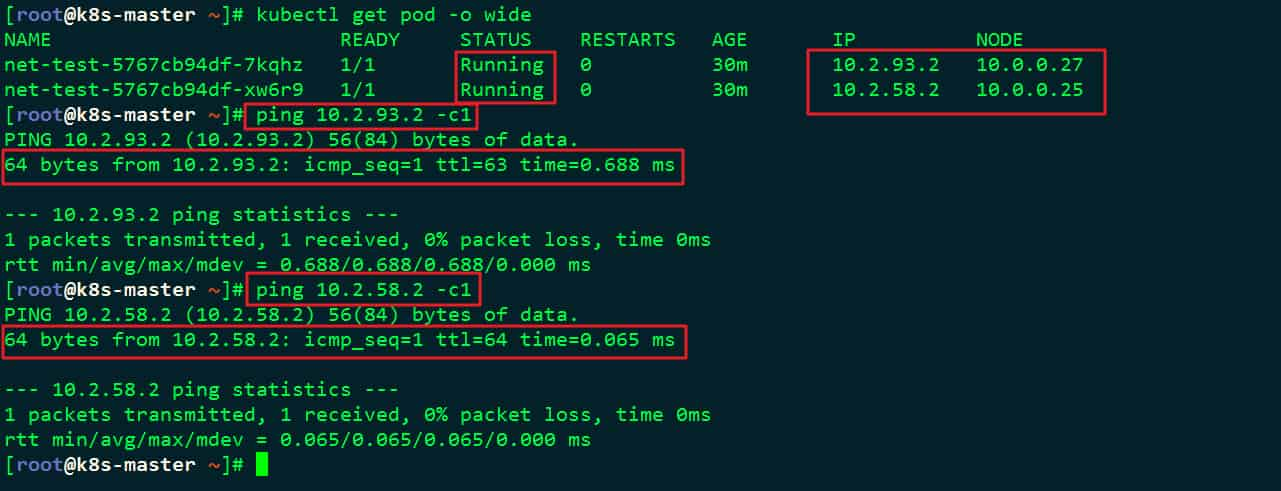 [root@k8s-master ~]# kubectl get pod -o wide
NAME READY STATUS RESTARTS AGE IP NODE
net-test-5767cb94df-7kqhz 1/1 Running 0 30m 10.2.93.2 10.0.0.27
net-test-5767cb94df-xw6r9 1/1 Running 0 30m 10.2.58.2 10.0.0.25
[root@k8s-master ~]# ping 10.2.93.2 -c1
PING 10.2.93.2 (10.2.93.2) 56(84) bytes of data.
64 bytes from 10.2.93.2: icmp_seq=1 ttl=63 time=0.688 ms
--- 10.2.93.2 ping statistics ---
1 packets transmitted, 1 received, 0% packet loss, time 0ms
rtt min/avg/max/mdev = 0.688/0.688/0.688/0.000 ms
[root@k8s-master ~]# ping 10.2.58.2 -c1
PING 10.2.58.2 (10.2.58.2) 56(84) bytes of data.
64 bytes from 10.2.58.2: icmp_seq=1 ttl=64 time=0.065 ms
--- 10.2.58.2 ping statistics ---
1 packets transmitted, 1 received, 0% packet loss, time 0ms
rtt min/avg/max/mdev = 0.065/0.065/0.065/0.000 ms
[root@k8s-master ~]#